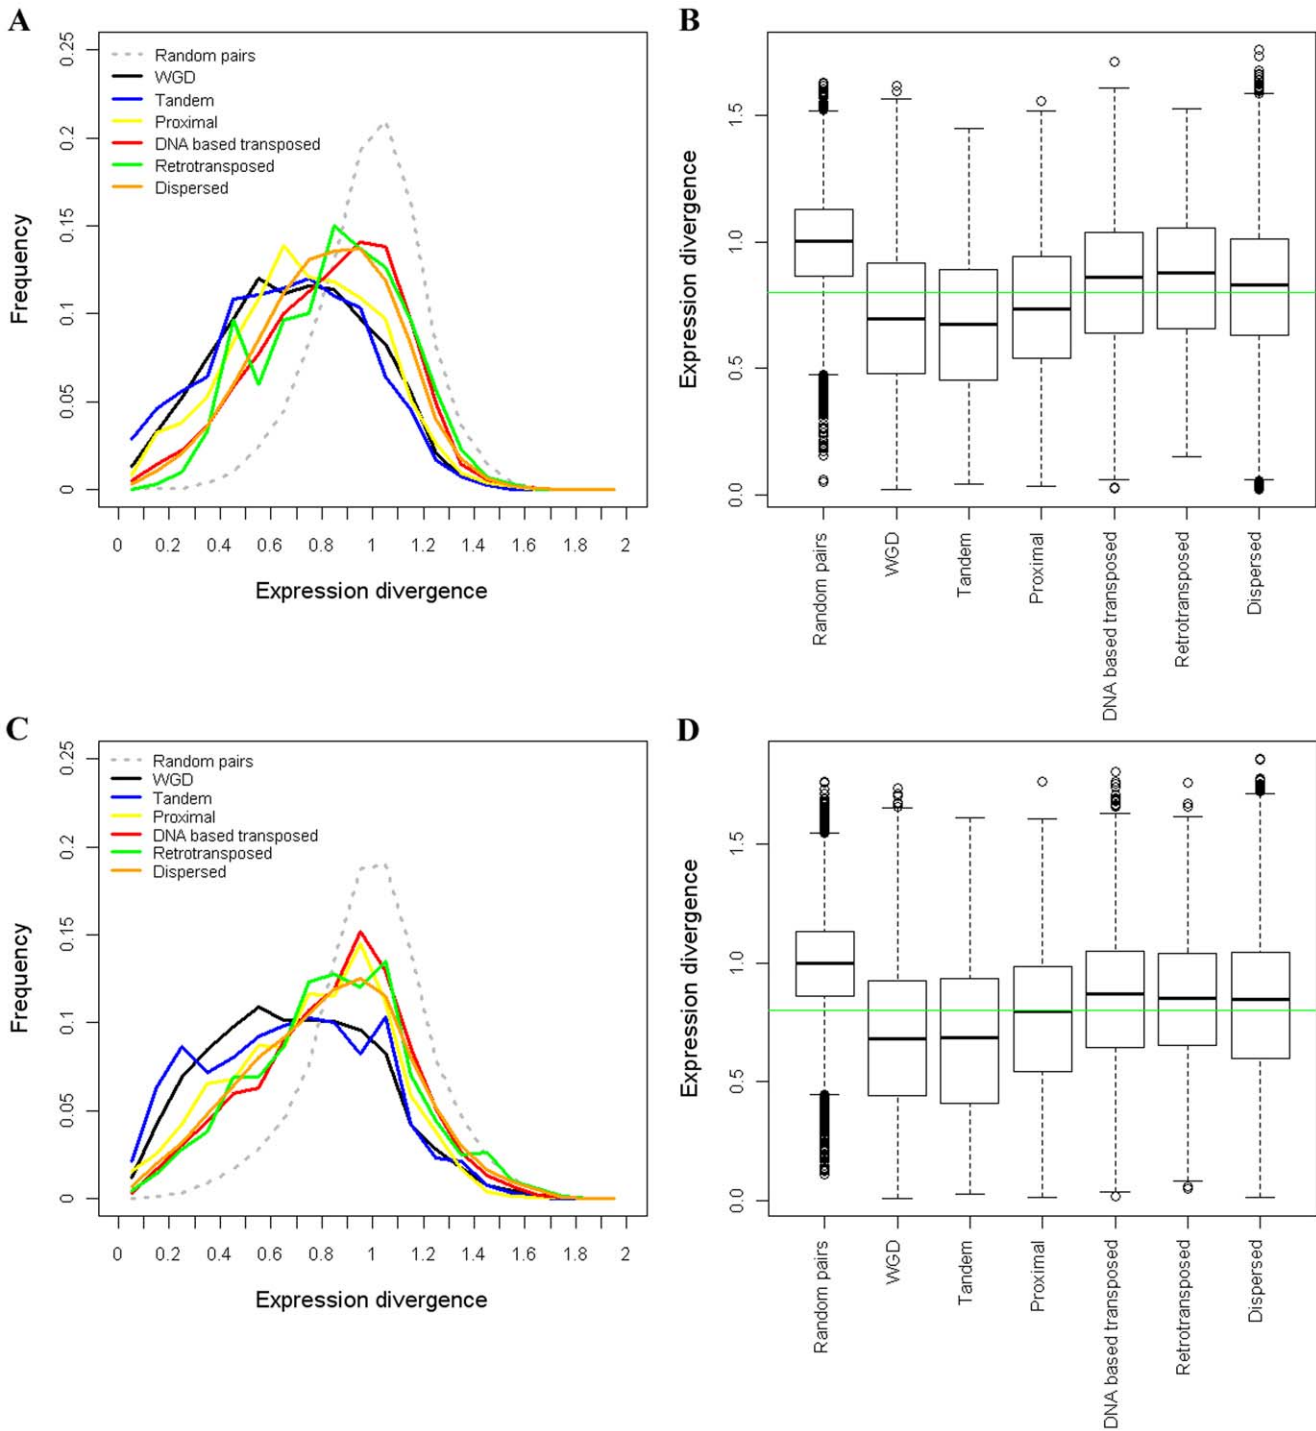 A
0.25
0.2
0.15
0.1
0.05
0
Frequency
Random pairs
WGD
Tandem
Proximal
DNA based transposed
Retrotransposed
Dispersed
0 0.2 0.4 0.6 0.8 1 1.2 1.4 1.6 1.8 2
Expression divergence
B
1.5
1.0
0.5
0.0
Expression divergence
Random pairs
WGD
Tandem
Proximal
DNA based transposed
Retrotransposed
Dispersed
C
0.25
0.2
0.15
0.1
0.05
0
Frequency
Random pairs
WGD
Tandem
Proximal
DNA based transposed
Retrotransposed
Dispersed
0 0.2 0.4 0.6 0.8 1 1.2 1.4 1.6 1.8 2
Expression divergence
D
1.5
1.0
0.5
0.0
Expression divergence
Random pairs
WGD
Tandem
Proximal
DNA based transposed
Retrotransposed
Dispersed